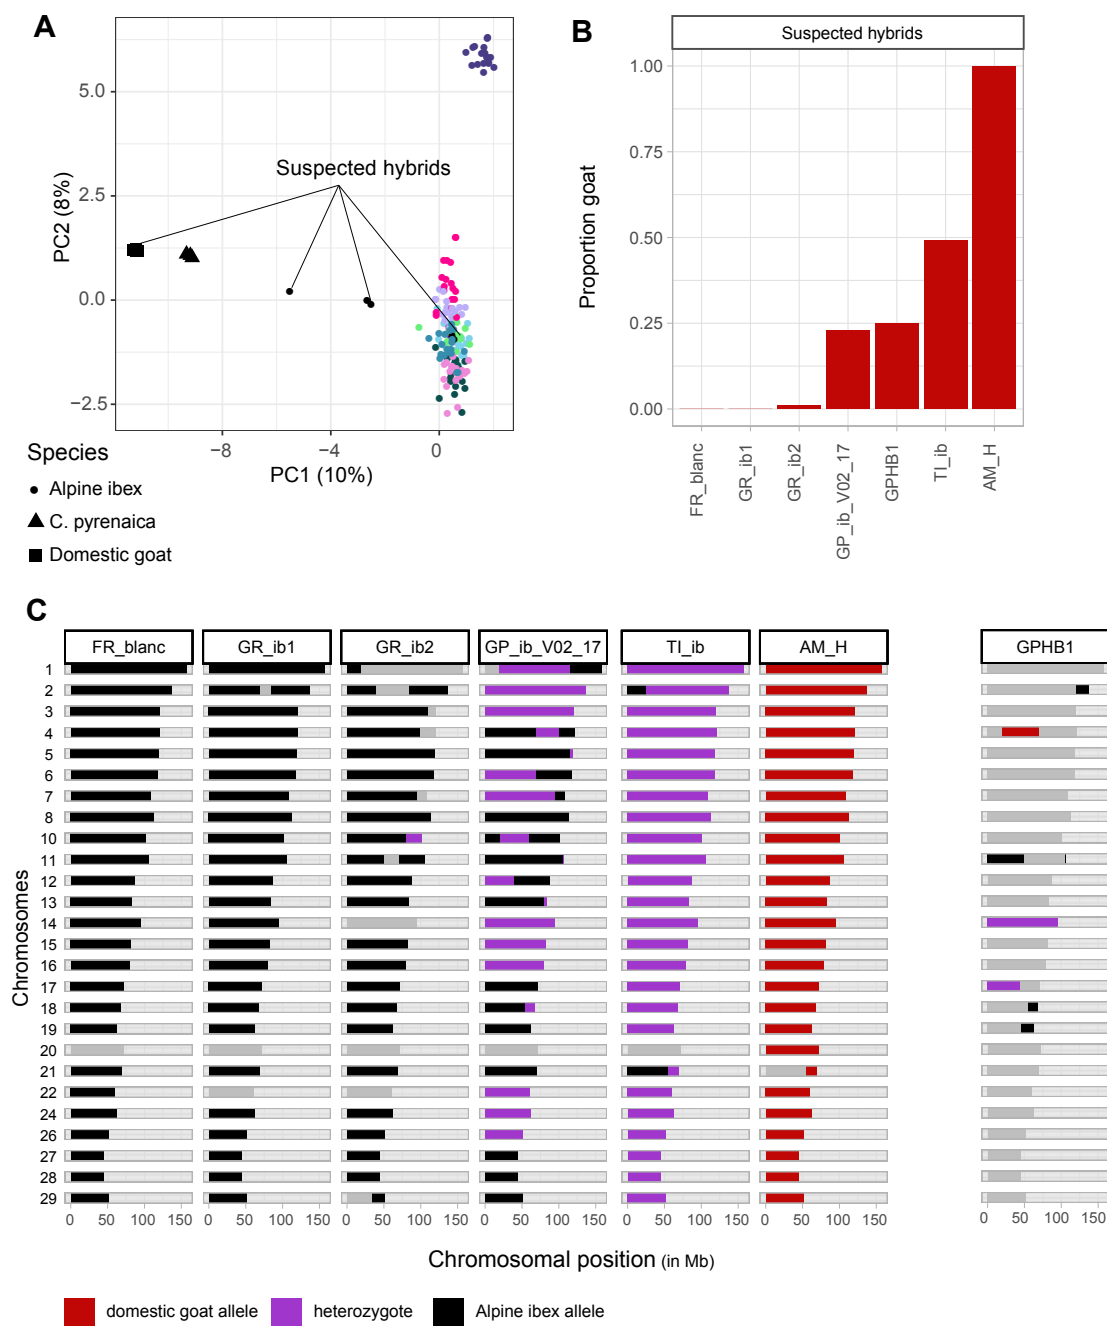 A
5.0
2.5
0.0
−2.5
PC2 (8%)
Suspected hybrids
−8
−4
0
PC1 (10%)
Species
Alpine ibex
C. pyrenaica
Domestic goat
B
Suspected hybrids
1.00
0.75
0.50
0.25
0.00
Proportion goat
FR_blanc
GR_ib1
GR_ib2
GP_ib_V02_17
GPHB1
TI_ib
AM_H
C
FR_blanc
GR_ib1
GR_ib2
GP_ib_V02_17
TI_ib
AM_H
GPHB1
Chromosomes
1
2
3
4
5
6
7
8
10
11
12
13
14
15
16
17
18
19
20
21
22
24
26
27
28
29
0 50 100 150
0 50 100 150
0 50 100 150
0 50 100 150
0 50 100 150
0 50 100 150
0 50 100 150
Chromosomal position (in Mb)
domestic goat allele
heterozygote
Alpine ibex allele